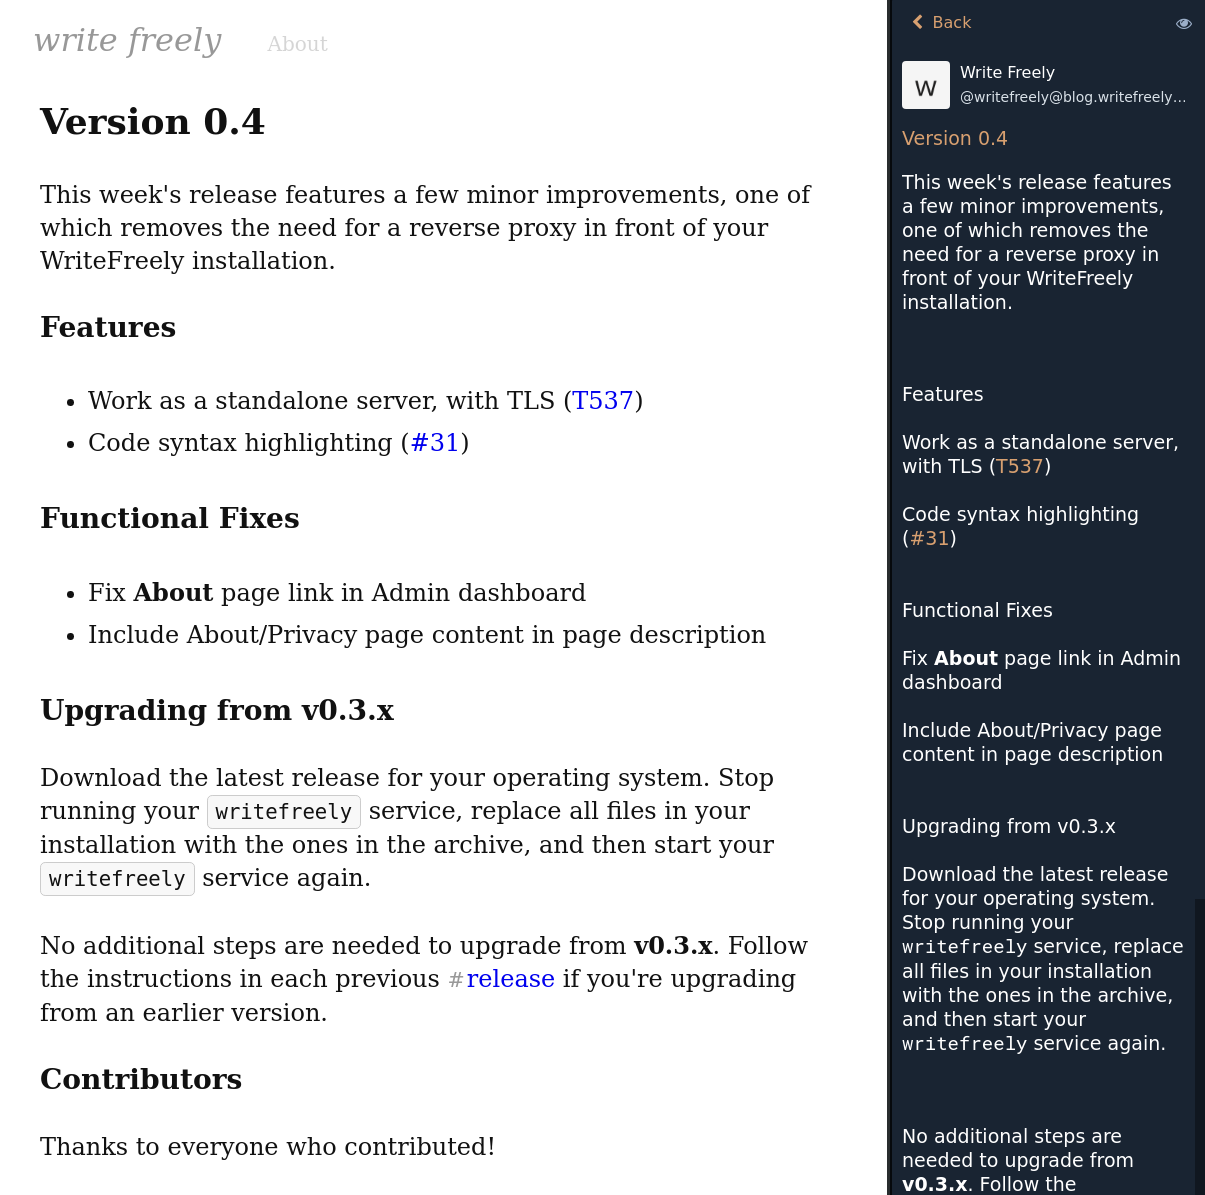 write freely About
Version 0.4
This week's release features a few minor improvements, one of
which removes the need for a reverse proxy in front of your
WriteFreely installation.
Features
• Work as a standalone server, with TLS (T537)
• Code syntax highlighting (#31)
Functional Fixes
• Fix About page link in Admin dashboard
• Include About/Privacy page content in page description
Upgrading from v0.3.x
Download the latest release for your operating system. Stop
running your writefreely service, replace all files in your
installation with the ones in the archive, and then start your
writefreely service again.
No additional steps are needed to upgrade from v0.3.x. Follow
the instructions in each previous #release if you're upgrading
from an earlier version.
Contributors
Thanks to everyone who contributed!
Back
w
Write Freely
@writefreely@blog.writefreely…
Version 0.4
This week's release features
a few minor improvements,
one of which removes the
need for a reverse proxy in
front of your WriteFreely
installation.
Features
Work as a standalone server,
with TLS (T537)
Code syntax highlighting
(#31)
Functional Fixes
Fix About page link in Admin
dashboard
Include About/Privacy page
content in page description
Upgrading from v0.3.x
Download the latest release
for your operating system.
Stop running your
writefreely service, replace
all files in your installation
with the ones in the archive,
and then start your
writefreely service again.
No additional steps are
needed to upgrade from
v0.3.x. Follow the